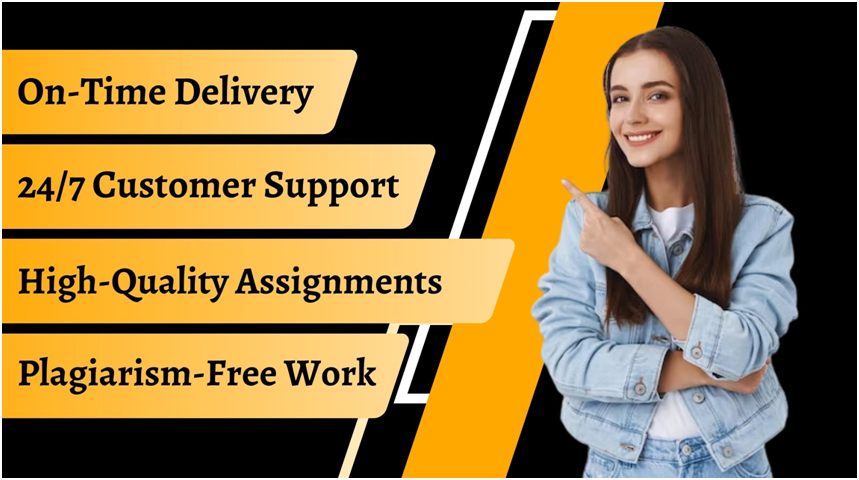 On-Time Delivery
24/7 Customer Support
High-Quality Assignments
Plagiarism-Free Work